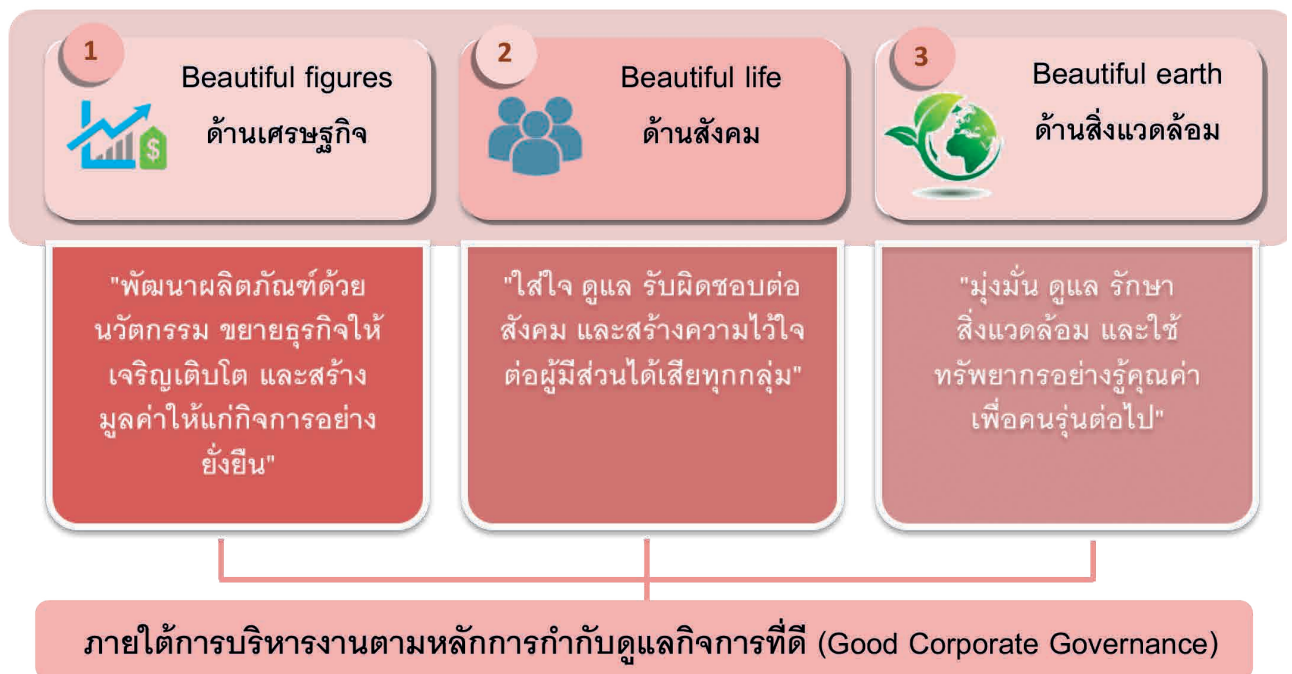 1
Beautiful figures
ด้านเศรษฐกิจ
"พัฒนาผลิตภัณฑ์ด้วย
นวัตกรรม ขยายธุรกิจให้
เจริญเติบโต และสร้าง
มูลค่าให้แก่กิจการอย่าง
ยั่งยืน"
2
Beautiful life
ด้านสังคม
"ใส่ใจ ดูแล รับผิดชอบต่อ
สังคม และสร้างความไว้ใจ
ต่อผู้มีส่วนได้เสียทุกกลุ่ม"
3
Beautiful earth
ด้านสิ่งแวดล้อม
"มุ่งมั่น ดูแล รักษา
สิ่งแวดล้อม และใช้
ทรัพยากรอย่างรู้คุณค่า
เพื่อคนรุ่นต่อไป"
$
ภายใต้การบริหารงานตามหลักการกำกับดูแลกิจการที่ดี (Good Corporate Governance)